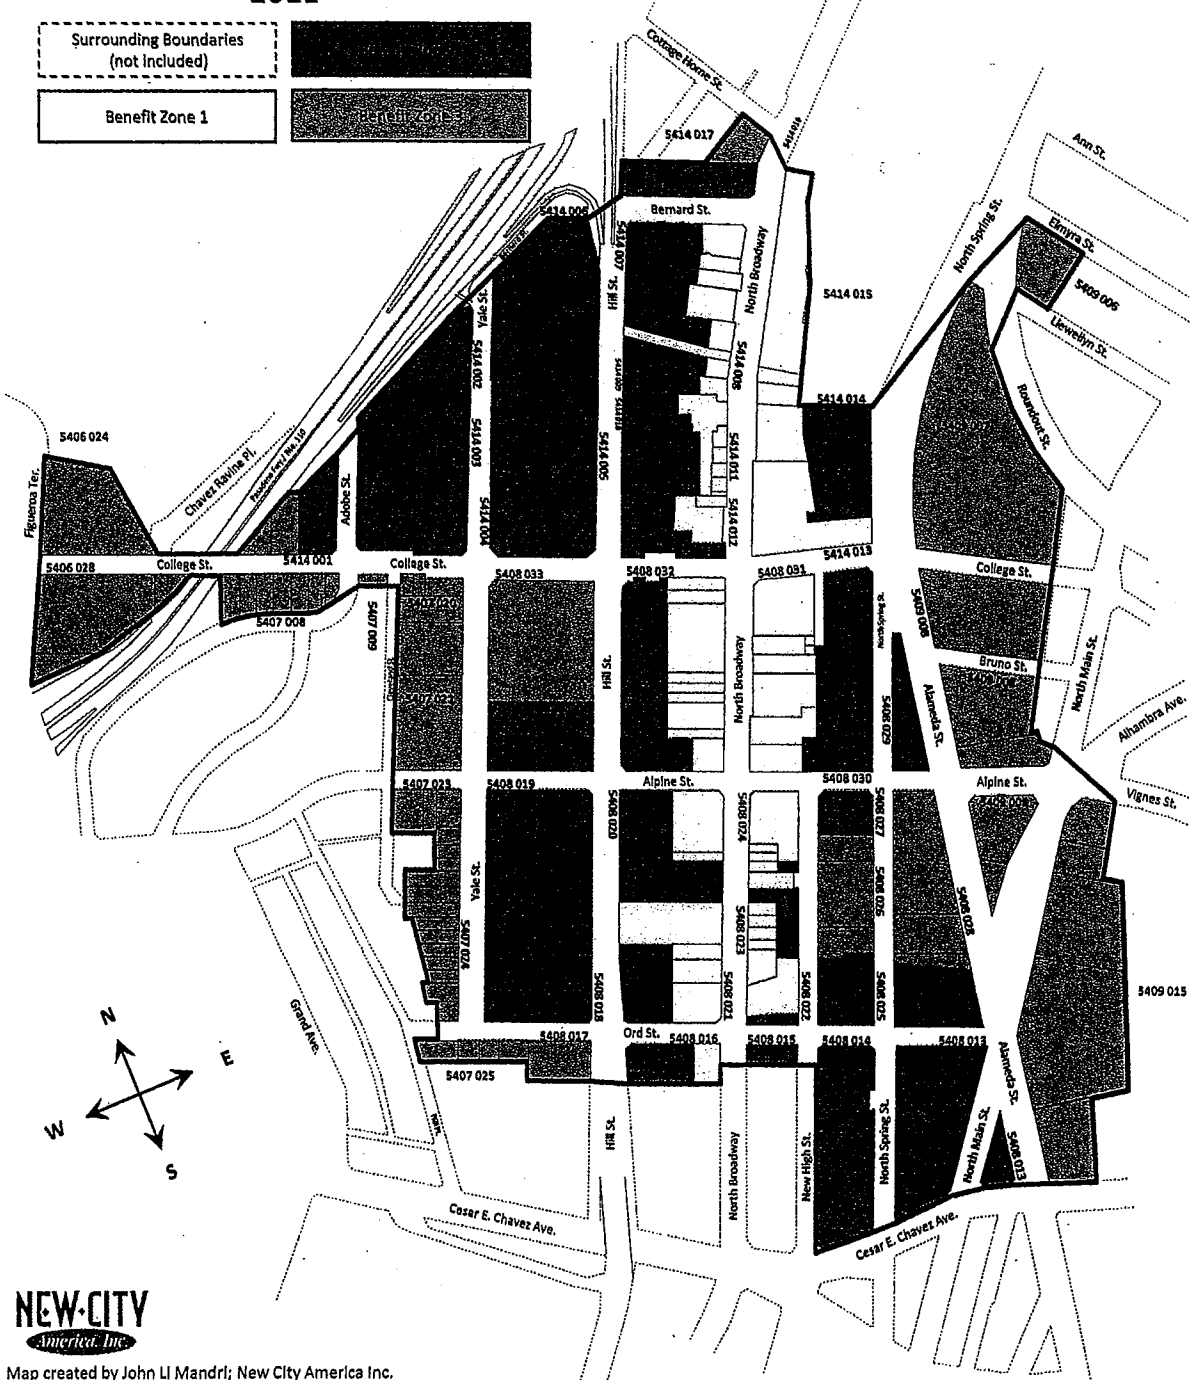 Surrounding Boundaries
(not included)
Benefit Zone 1
Benefit Zone 3
Cottage Home St.
5414 017
5414 016
Ann St.
Bernard St.
5414 006
5414 007
North Broadway
North Spring St.
Elmyra St.
5409 006
Llewellyn St.
5414 015
Yale St.
Hill St.
5414 002
5414 008
5414 014
Roundout St.
5406 024
Chavez Ravine Pl.
Figueroa Ter.
Adobe St.
5414 003
5414 005
5414 011
5414 004
5414 012
5406 028
College St.
5414 001
College St.
5408 033
5408 032
5408 031
5414 013
College St.
5407 008
5407 009
North Spring St.
5409 008
Bruno St.
Hill St.
North Broadway
5408 029
Alameda St.
North Main St.
Alhambra Ave.
5407 023
5408 019
Alpine St.
5408 030
Alpine St.
Vignes St.
5408 020
5408 024
5408 027
Yale St.
5408 026
5408 028
5407 024
5408 023
5408 018
5408 021
5408 022
5408 025
5409 015
Grand Ave.
N
E
W
S
5408 017
Ord St.
5408 016
5408 015
5408 014
5408 013
5407 025
Alameda St.
Hill St.
North Broadway
New High St.
North Spring St.
North Main St.
5408 013
Cesar E. Chavez Ave.
Cesar E. Chavez Ave.
NEW·CITY
America, Inc.
Map created by John Li Mandri; New City America Inc.